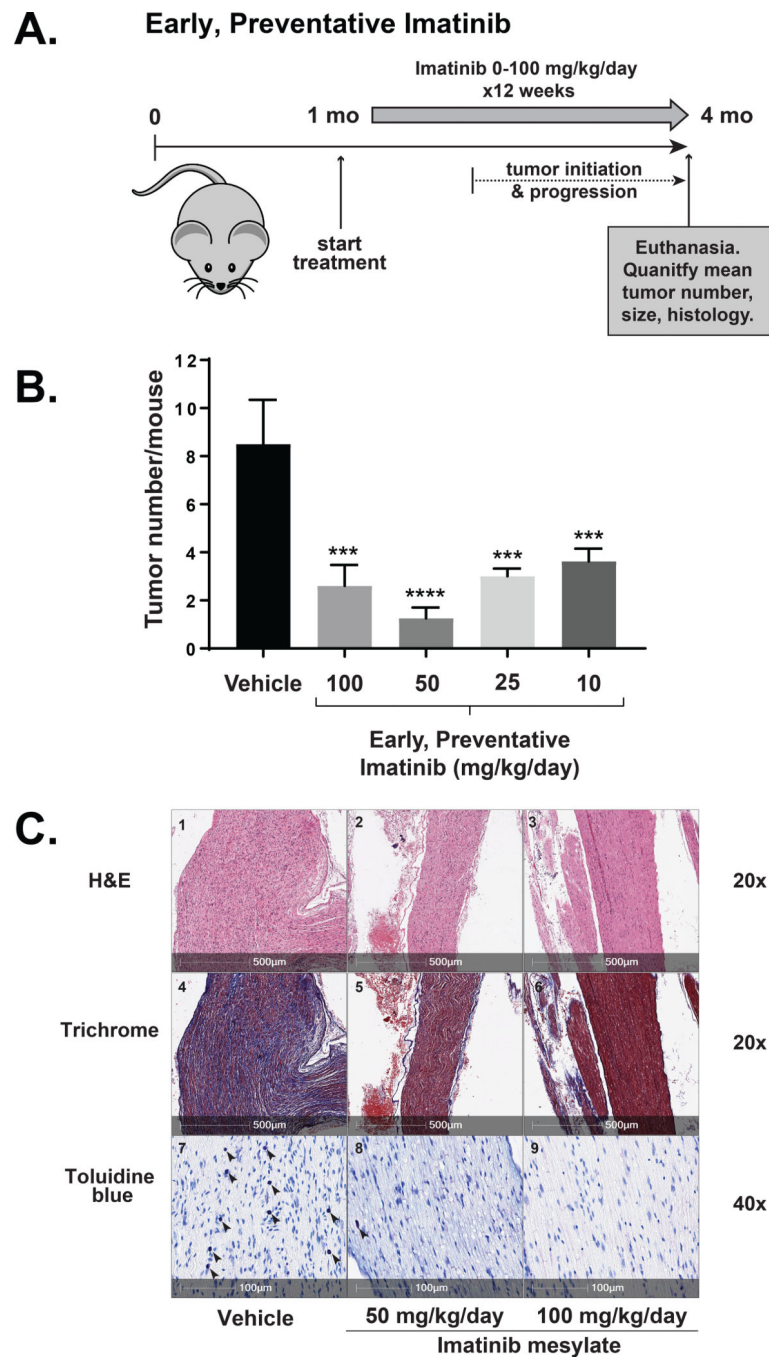 A.
Early, Preventative Imatinib
Imatinib 0-100 mg/kg/day
x12 weeks
0
1 mo
4 mo
tumor initiation
& progression
start
treatment
Euthanasia.
Quanitfy mean
tumor number,
size, histology.
B.
Tumor number/mouse
12
10
8
6
4
2
0
***
****
***
***
Vehicle 100 50 25 10
Early, Preventative
Imatinib (mg/kg/day)
C.
1 2 3
H&E
20x
500µm 500µm 500µm
4 5 6
Trichrome
20x
500µm 500µm 500µm
7 8 9
Toluidine
blue
40x
100µm 100µm 100µm
Vehicle
50 mg/kg/day 100 mg/kg/day
Imatinib mesylate